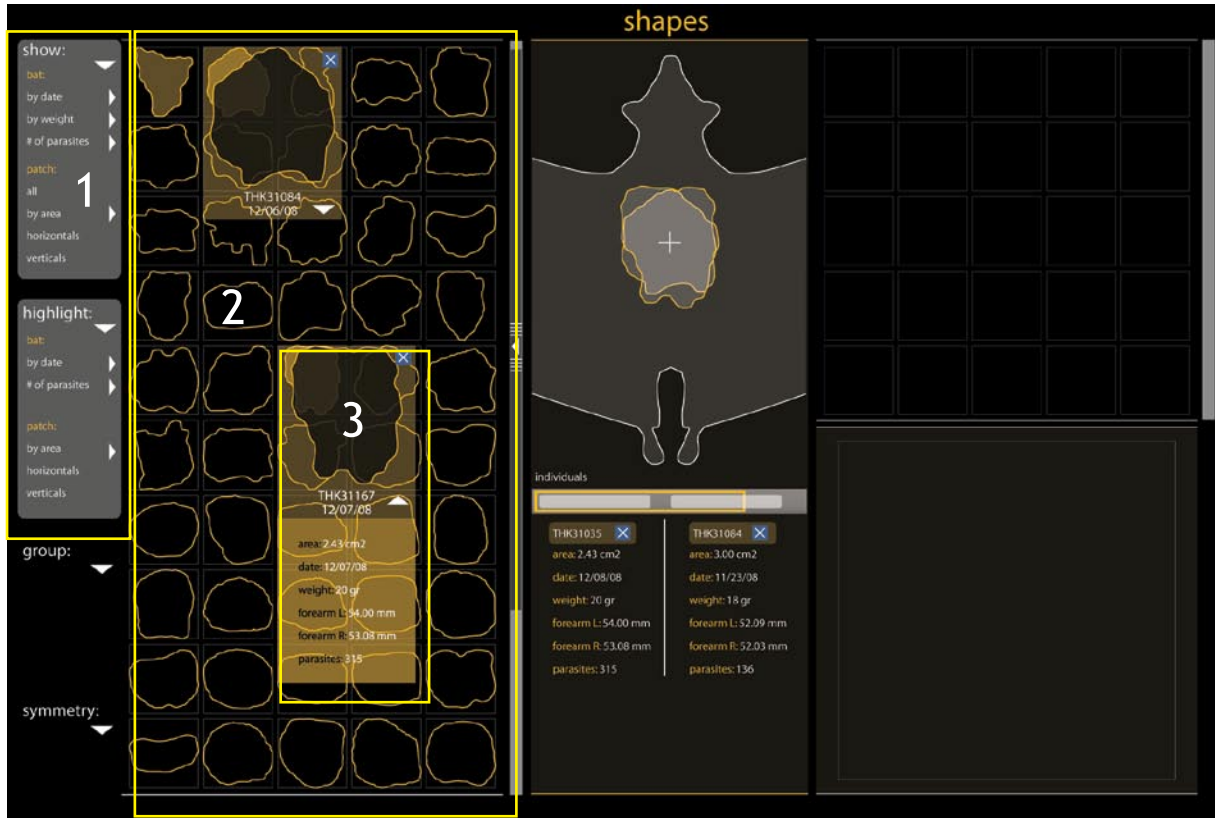 shapes
show:
bat:
by date
by weight
# of parasites
patch:
all
by area
horizontals
verticals
1
highlight:
bat:
by date
# of parasites
patch:
by area
horizontals
verticals
group:
symmetry:
THK31084
12/06/08
2
3
THK31167
12/07/08
area: 2.43 cm2
date: 12/07/08
weight: 20 gr
forearm L: 54.00 mm
forearm R: 53.08 mm
parasites: 315
individuals
THK31035
area: 2.43 cm2
date: 12/08/08
weight: 20 gr
forearm L: 54.00 mm
forearm R: 53.08 mm
parasites: 315
THK31084
area: 3.00 cm2
date: 11/23/08
weight: 18 gr
forearm L: 52.09 mm
forearm R: 52.03 mm
parasites: 136